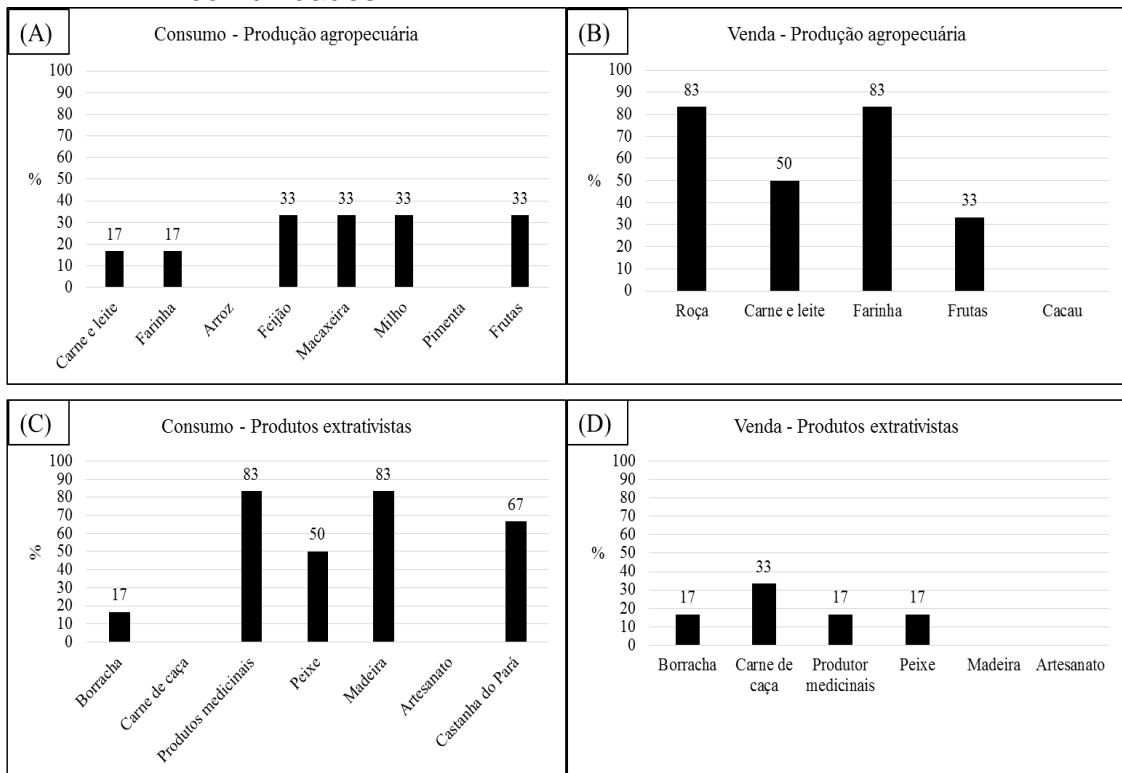 (A)
Consumo - Produção agropecuária
100
90
80
70
60
50
40
30
20
10
0
%
17
17
33
33
33
33
Carne e leite
Farinha
Arroz
Feijão
Macaxeira
Milho
Pimenta
Frutas
(B)
Venda - Produção agropecuária
100
90
80
70
60
50
40
30
20
10
0
%
83
50
83
33
Roça
Carne e leite
Farinha
Frutas
Cacau
(C)
Consumo - Produtos extrativistas
100
90
80
70
60
50
40
30
20
10
0
%
17
83
50
83
67
Borracha
Carne de caça
Produtos medicinais
Peixe
Madeira
Artesanato
Castanha do Pará
(D)
Venda - Produtos extrativistas
100
90
80
70
60
50
40
30
20
10
0
%
17
33
17
17
Borracha
Carne de
caça
Produtor
medicinais
Peixe
Madeira
Artesanato